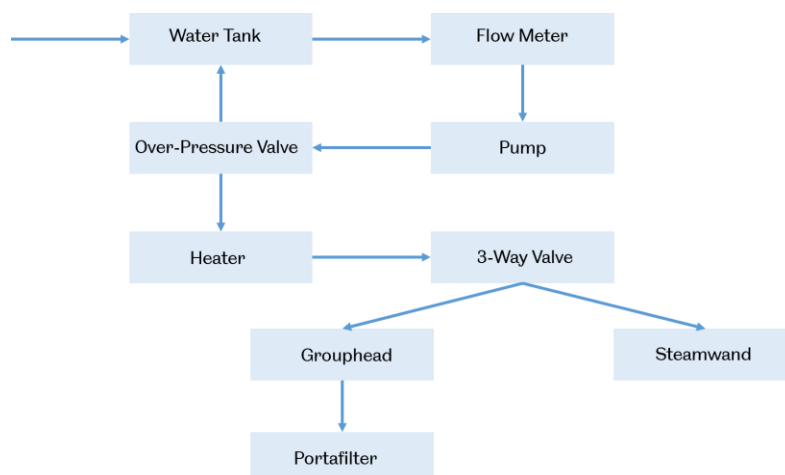 Water Tank
Flow Meter
Over-Pressure Valve
Pump
Heater
3-Way Valve
Grouphead
Steamwand
Portafilter